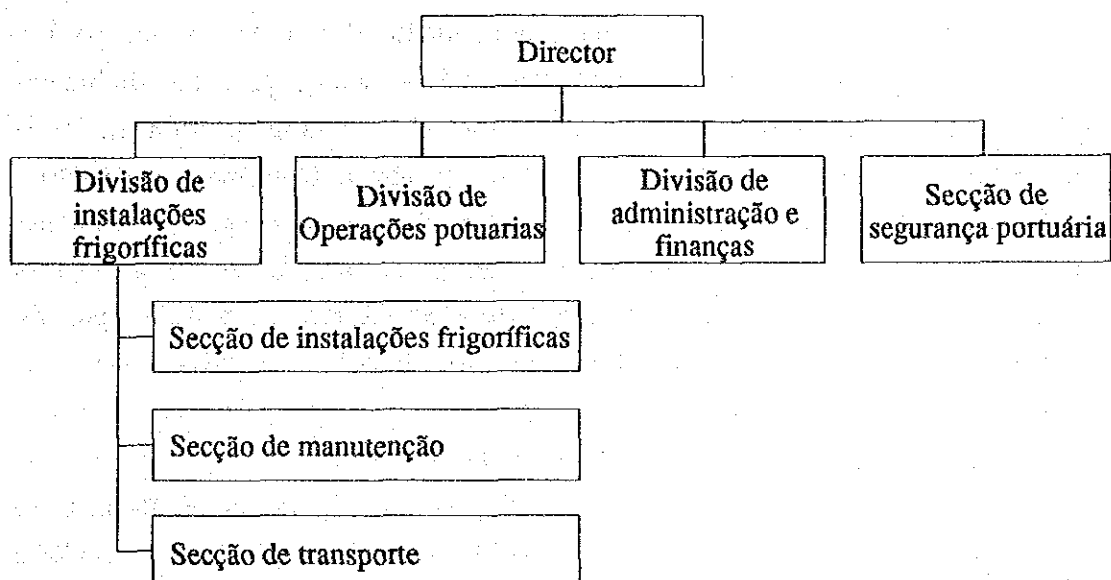 Director
Divisão de
instalações
frigoríficas
Divisão de
Operações potuarias
Divisão de
administração e
finanças
Secção de
segurança portuária
Secção de instalações frigoríficas
Secção de manutenção
Secção de transporte